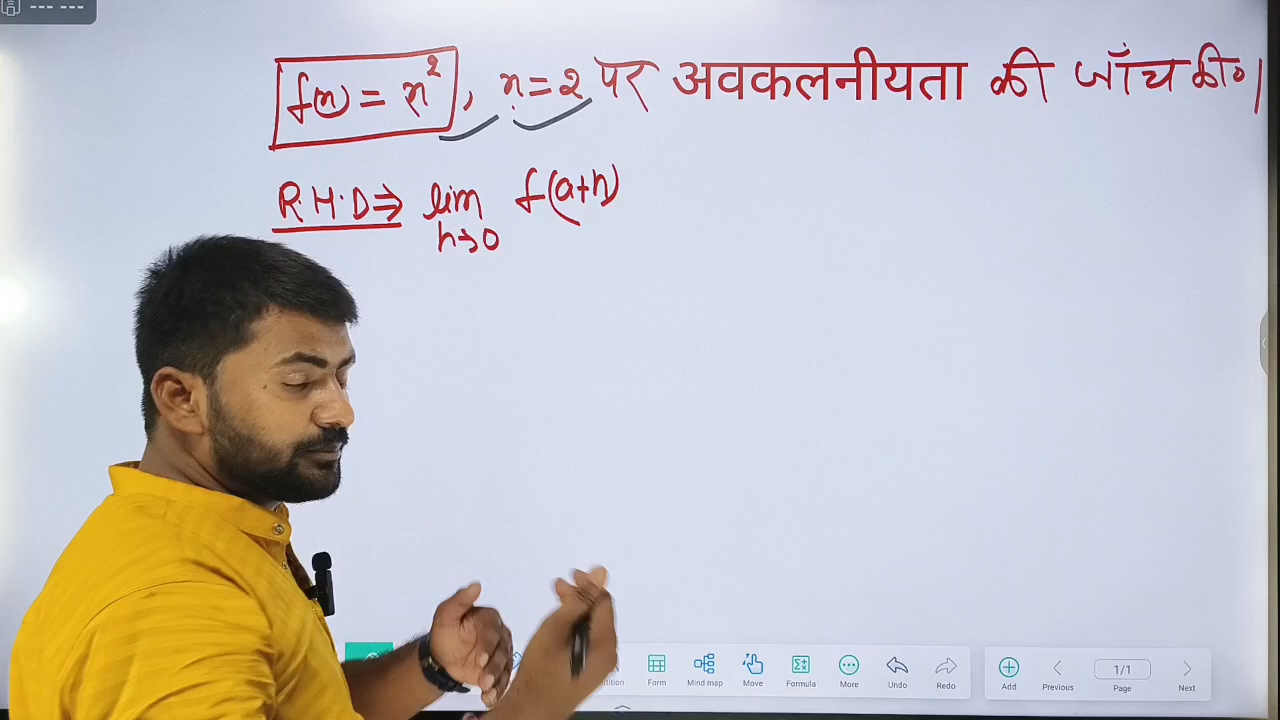 f(x) = x², x=2 पर अवकलनीयता की जाँच की०।
R.H.D ⇒ lim f(a+h)
h→0
Form Mind map Move Formula More Undo Redo Add Previous 1/1 Page Next